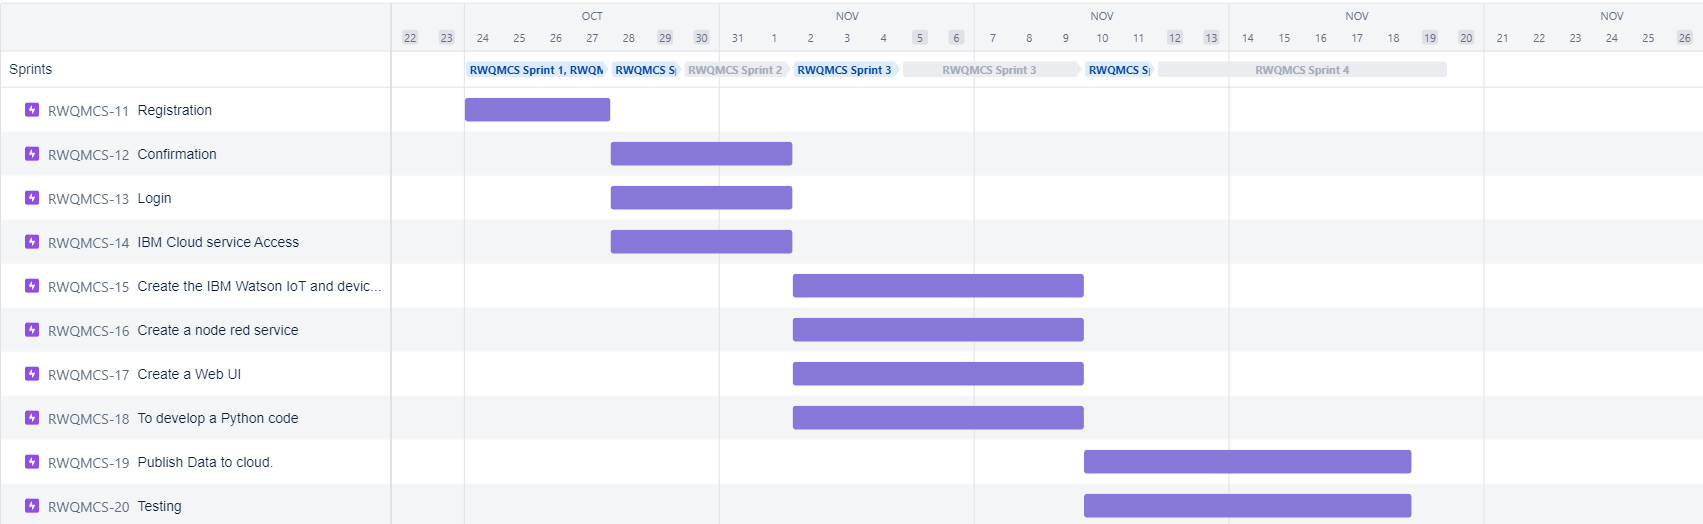 OCT NOV NOV NOV NOV
22 23 24 25 26 27 28 29 30 31 1 2 3 4 5 6 7 8 9 10 11 12 13 14 15 16 17 18 19 20 21 22 23 24 25 26
Sprints RWQMCS Sprint 1, RWQM RWQMCS S RWQMCS Sprint 2 RWQMCS Sprint 3 RWQMCS Sprint 3 RWQMCS S RWQMCS Sprint 4
RWQMCS-11 Registration
RWQMCS-12 Confirmation
RWQMCS-13 Login
RWQMCS-14 IBM Cloud service Access
RWQMCS-15 Create the IBM Watson IoT and devic...
RWQMCS-16 Create a node red service
RWQMCS-17 Create a Web UI
RWQMCS-18 To develop a Python code
RWQMCS-19 Publish Data to cloud.
RWQMCS-20 Testing